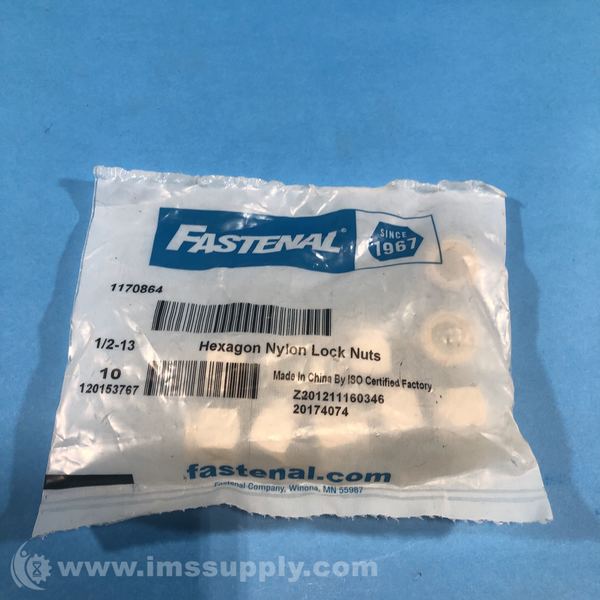 FASTENAL
SINCE
1967
1170864
1/2-13
Hexagon Nylon Lock Nuts
10
Made In China By ISO Certified Factory
120153767
Z201211160346
20174074
fastenal.com
Fastenal Company, Winona, MN 55987
www.imssupply.com